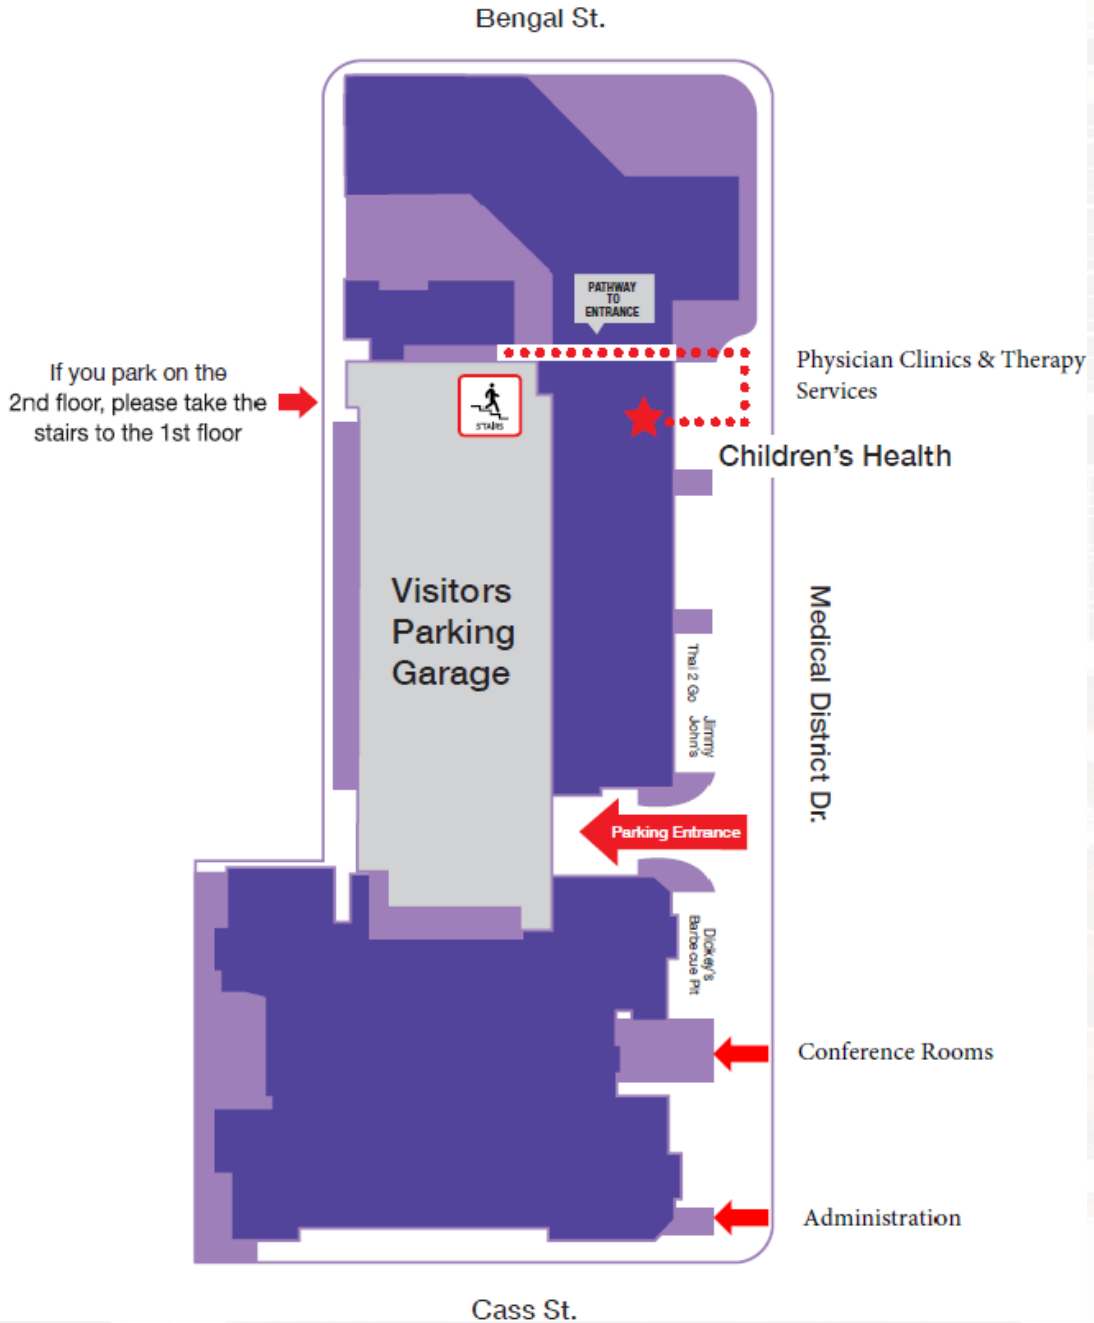 Bengal St.
PATHWAY
TO
ENTRANCE
If you park on the
2nd floor, please take the
stairs to the 1st floor
STAIRS
Physician Clinics & Therapy
Services
Children's Health
Visitors
Parking
Garage
Thai 2 Go
Jimmy
John's
Medical District Dr.
Parking Entrance
Dickey's
Barbecue Pit
Conference Rooms
Administration
Cass St.